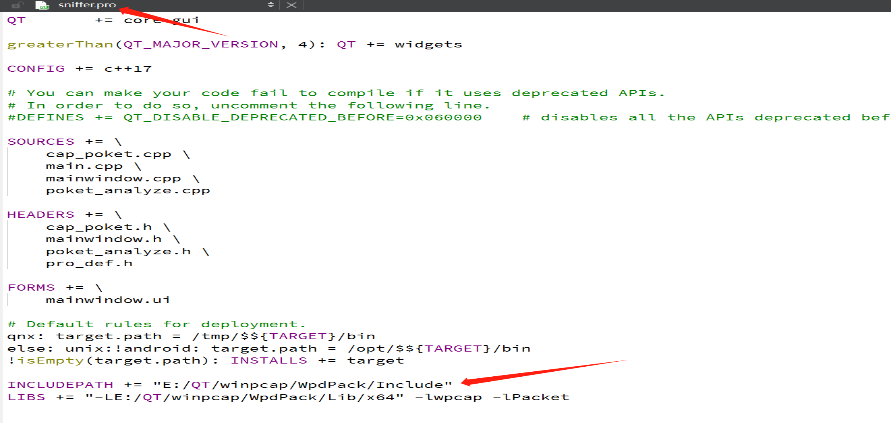 sniffer.pro
QT += core gui
greaterThan(QT_MAJOR_VERSION, 4): QT += widgets
CONFIG += c++17
# You can make your code fail to compile if it uses deprecated APIs.
# In order to do so, uncomment the following line.
#DEFINES += QT_DISABLE_DEPRECATED_BEFORE=0x060000 # disables all the APIs deprecated bef
SOURCES += \
cap_poket.cpp \
main.cpp \
mainwindow.cpp \
poket_analyze.cpp
HEADERS += \
cap_poket.h \
mainwindow.h \
poket_analyze.h \
pro_def.h
FORMS += \
mainwindow.ui
# Default rules for deployment.
qnx: target.path = /tmp/$${TARGET}/bin
else: unix:!android: target.path = /opt/$${TARGET}/bin
!isEmpty(target.path): INSTALLS += target
INCLUDEPATH += "E:/QT/winpcap/WpdPack/Include"
LIBS += "-LE:/QT/winpcap/WpdPack/Lib/x64" -lwpcap -lPacket